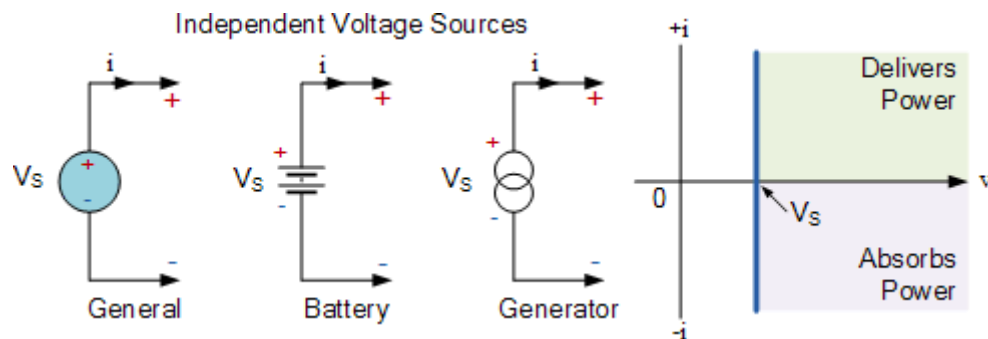 Independent Voltage Sources
i
+
VS
+
-
-
General
i
+
VS
+
-
-
Battery
i
+
VS
+
-
-
Generator
+i
Delivers
Power
0
v
VS
Absorbs
Power
-i